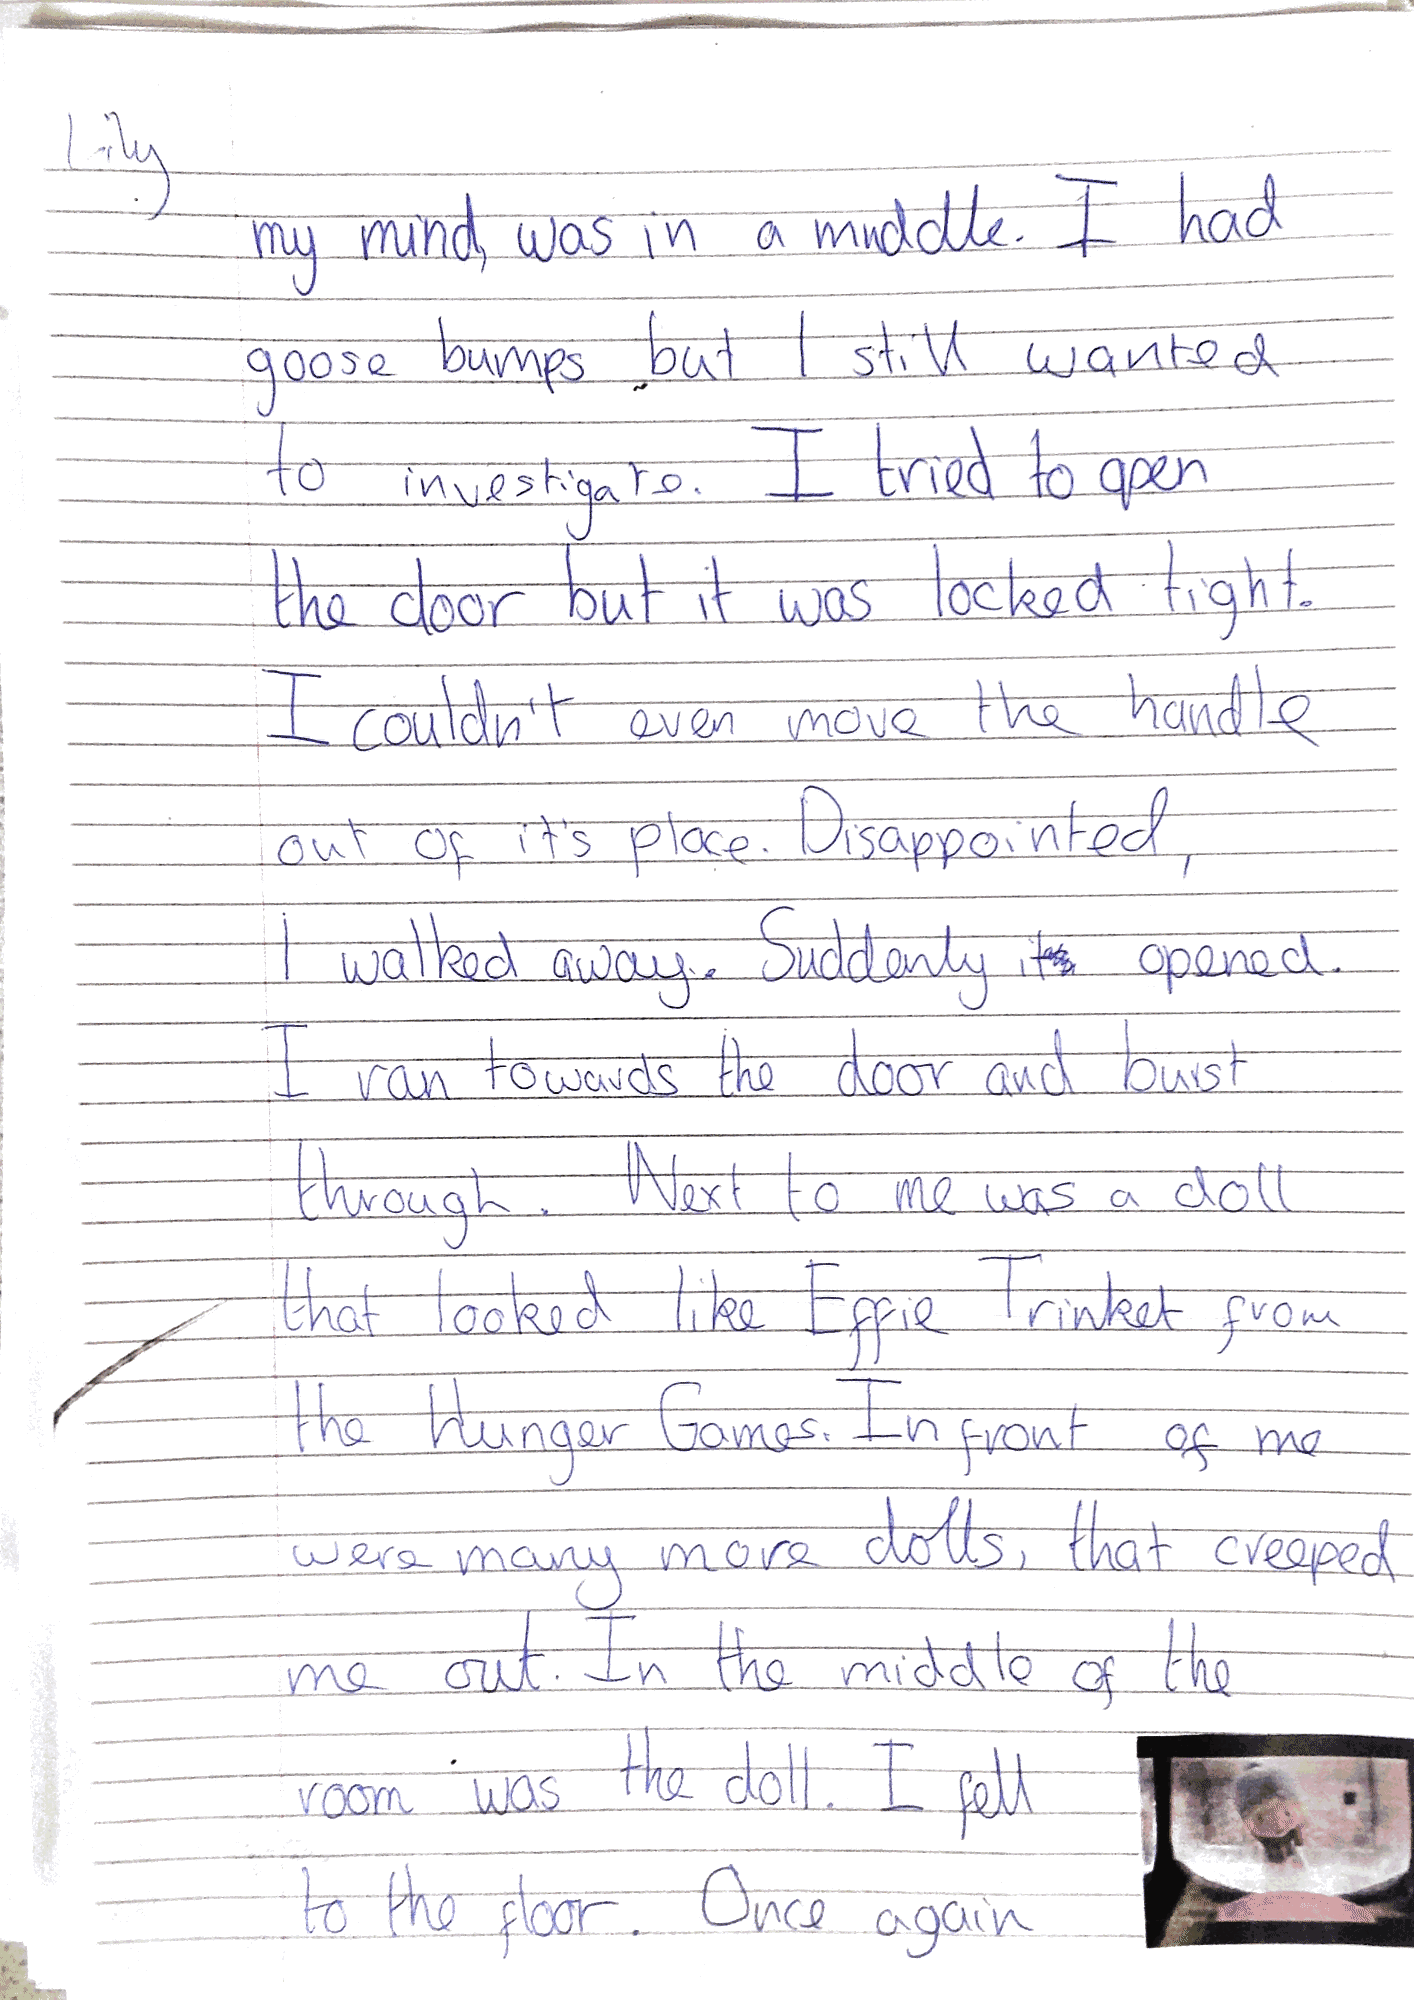 Lily
my mind, was in a muddle. I had
goose bumps but I still wanted
to investigate. I tried to open
the door but it was locked tight.
I couldn't even move the handle
out of it's place. Disappointed,
I walked away. Suddenly it opened.
I ran towards the door and burst
through. Next to me was a doll
that looked like Effie Trinket from
the Hunger Games. In front of me
were many more dolls, that creeped
me out. In the middle of the
room was the doll. I fell
to the floor. Once again